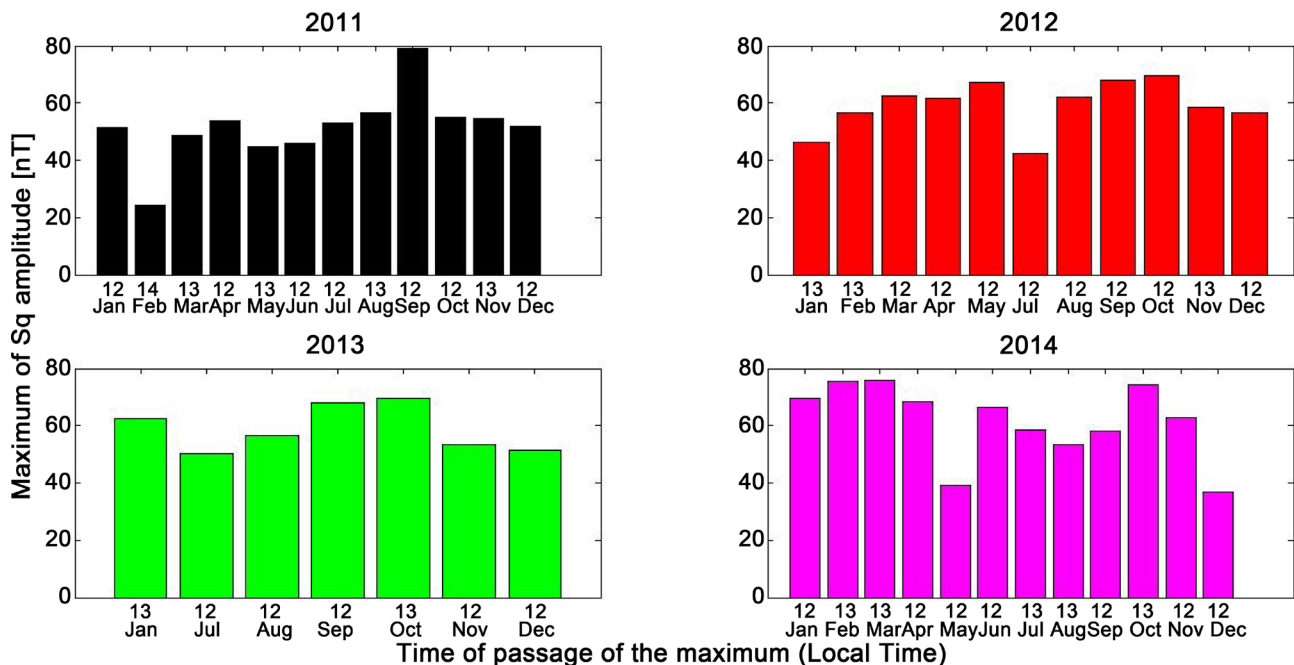 2011
2012
Maximum of Sq amplitude [nT]
80
60
40
20
0
12 14 13 12 13 12 12 13 12 12 13 12
Jan Feb Mar Apr May Jun Jul Aug Sep Oct Nov Dec
80
60
40
20
0
13 13 12 12 12 12 12 12 12 13 12
Jan Feb Mar Apr May Jul Aug Sep Oct Nov Dec
2013
2014
80
60
40
20
0
13 12 12 12 13 12 12
Jan Jul Aug Sep Oct Nov Dec
80
60
40
20
0
12 13 13 12 12 12 13 13 12 13 12 12
Jan Feb Mar Apr May Jun Jul Aug Sep Oct Nov Dec
Time of passage of the maximum (Local Time)